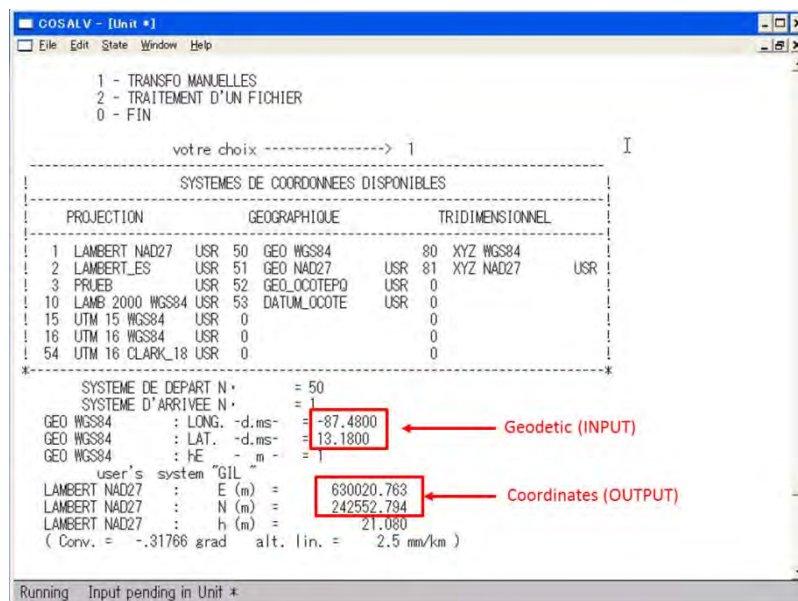 COSALV - [Unit *]
File Edit State Window Help
1 - TRANSFO MANUELLES
2 - TRAITEMENT D'UN FICHIER
0 - FIN
votre choix ----------------> 1
SYSTEMES DE COORDONNEES DISPONIBLES
PROJECTION GEOGRAPHIQUE TRIDIMENSIONNEL
1 LAMBERT NAD27 USR 50 GEO WGS84 80 XYZ WGS84
2 LAMBERT_ES USR 51 GEO NAD27 USR 81 XYZ NAD27 USR
3 PRUEB USR 52 GEO_OCOTEPQ USR 0
10 LAMB 2000 WGS84 USR 53 DATUM_OCOTE USR 0
15 UTM 15 WGS84 USR 0 0
16 UTM 16 WGS84 USR 0 0
54 UTM 16 CLARK_18 USR 0 0
SYSTEME DE DEPART N· = 50
SYSTEME D'ARRIVEE N· = 1
GEO WGS84 : LONG. -d.ms- = -87.4800
Geodetic (INPUT)
GEO WGS84 : LAT. -d.ms- = 13.1800
GEO WGS84 : hE - m - = 1
user's system "GIL "
LAMBERT NAD27 : E (m) = 630020.763
Coordinates (OUTPUT)
LAMBERT NAD27 : N (m) = 242552.794
LAMBERT NAD27 : h (m) = 21.080
( Conv. = -.31766 grad alt. lin. = 2.5 mm/km )
Running Input pending in Unit *